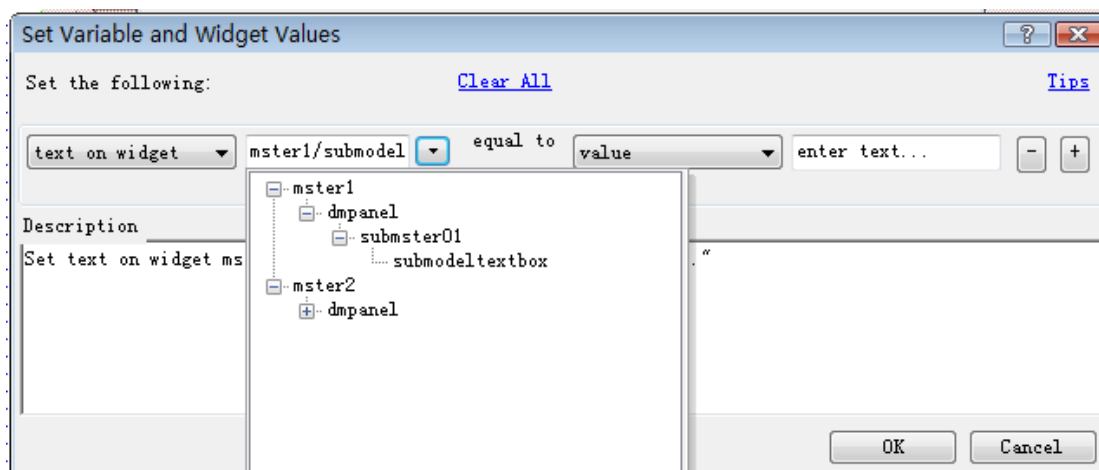 Set Variable and Widget Values
Set the following: Clear All Tips
text on widget mster1/submodel equal to value enter text... - +
mster1
dmpanel
submster01
submodeltextbox
mster2
dmpanel
Description
Set text on widget ms ."
OK Cancel